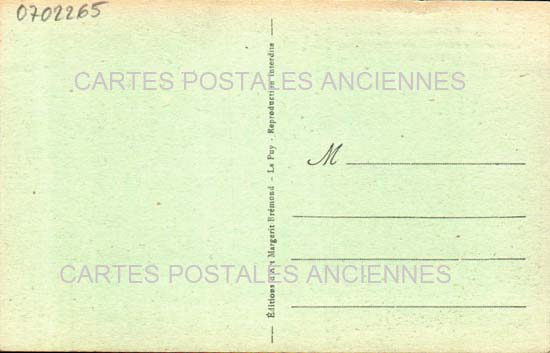 0702265
CARTES POSTALES ANCIENNES
Éditions d'Art Margerit Brémond - Le Puy - Reproduction interdite
M
CARTES POSTALES ANCIENNES